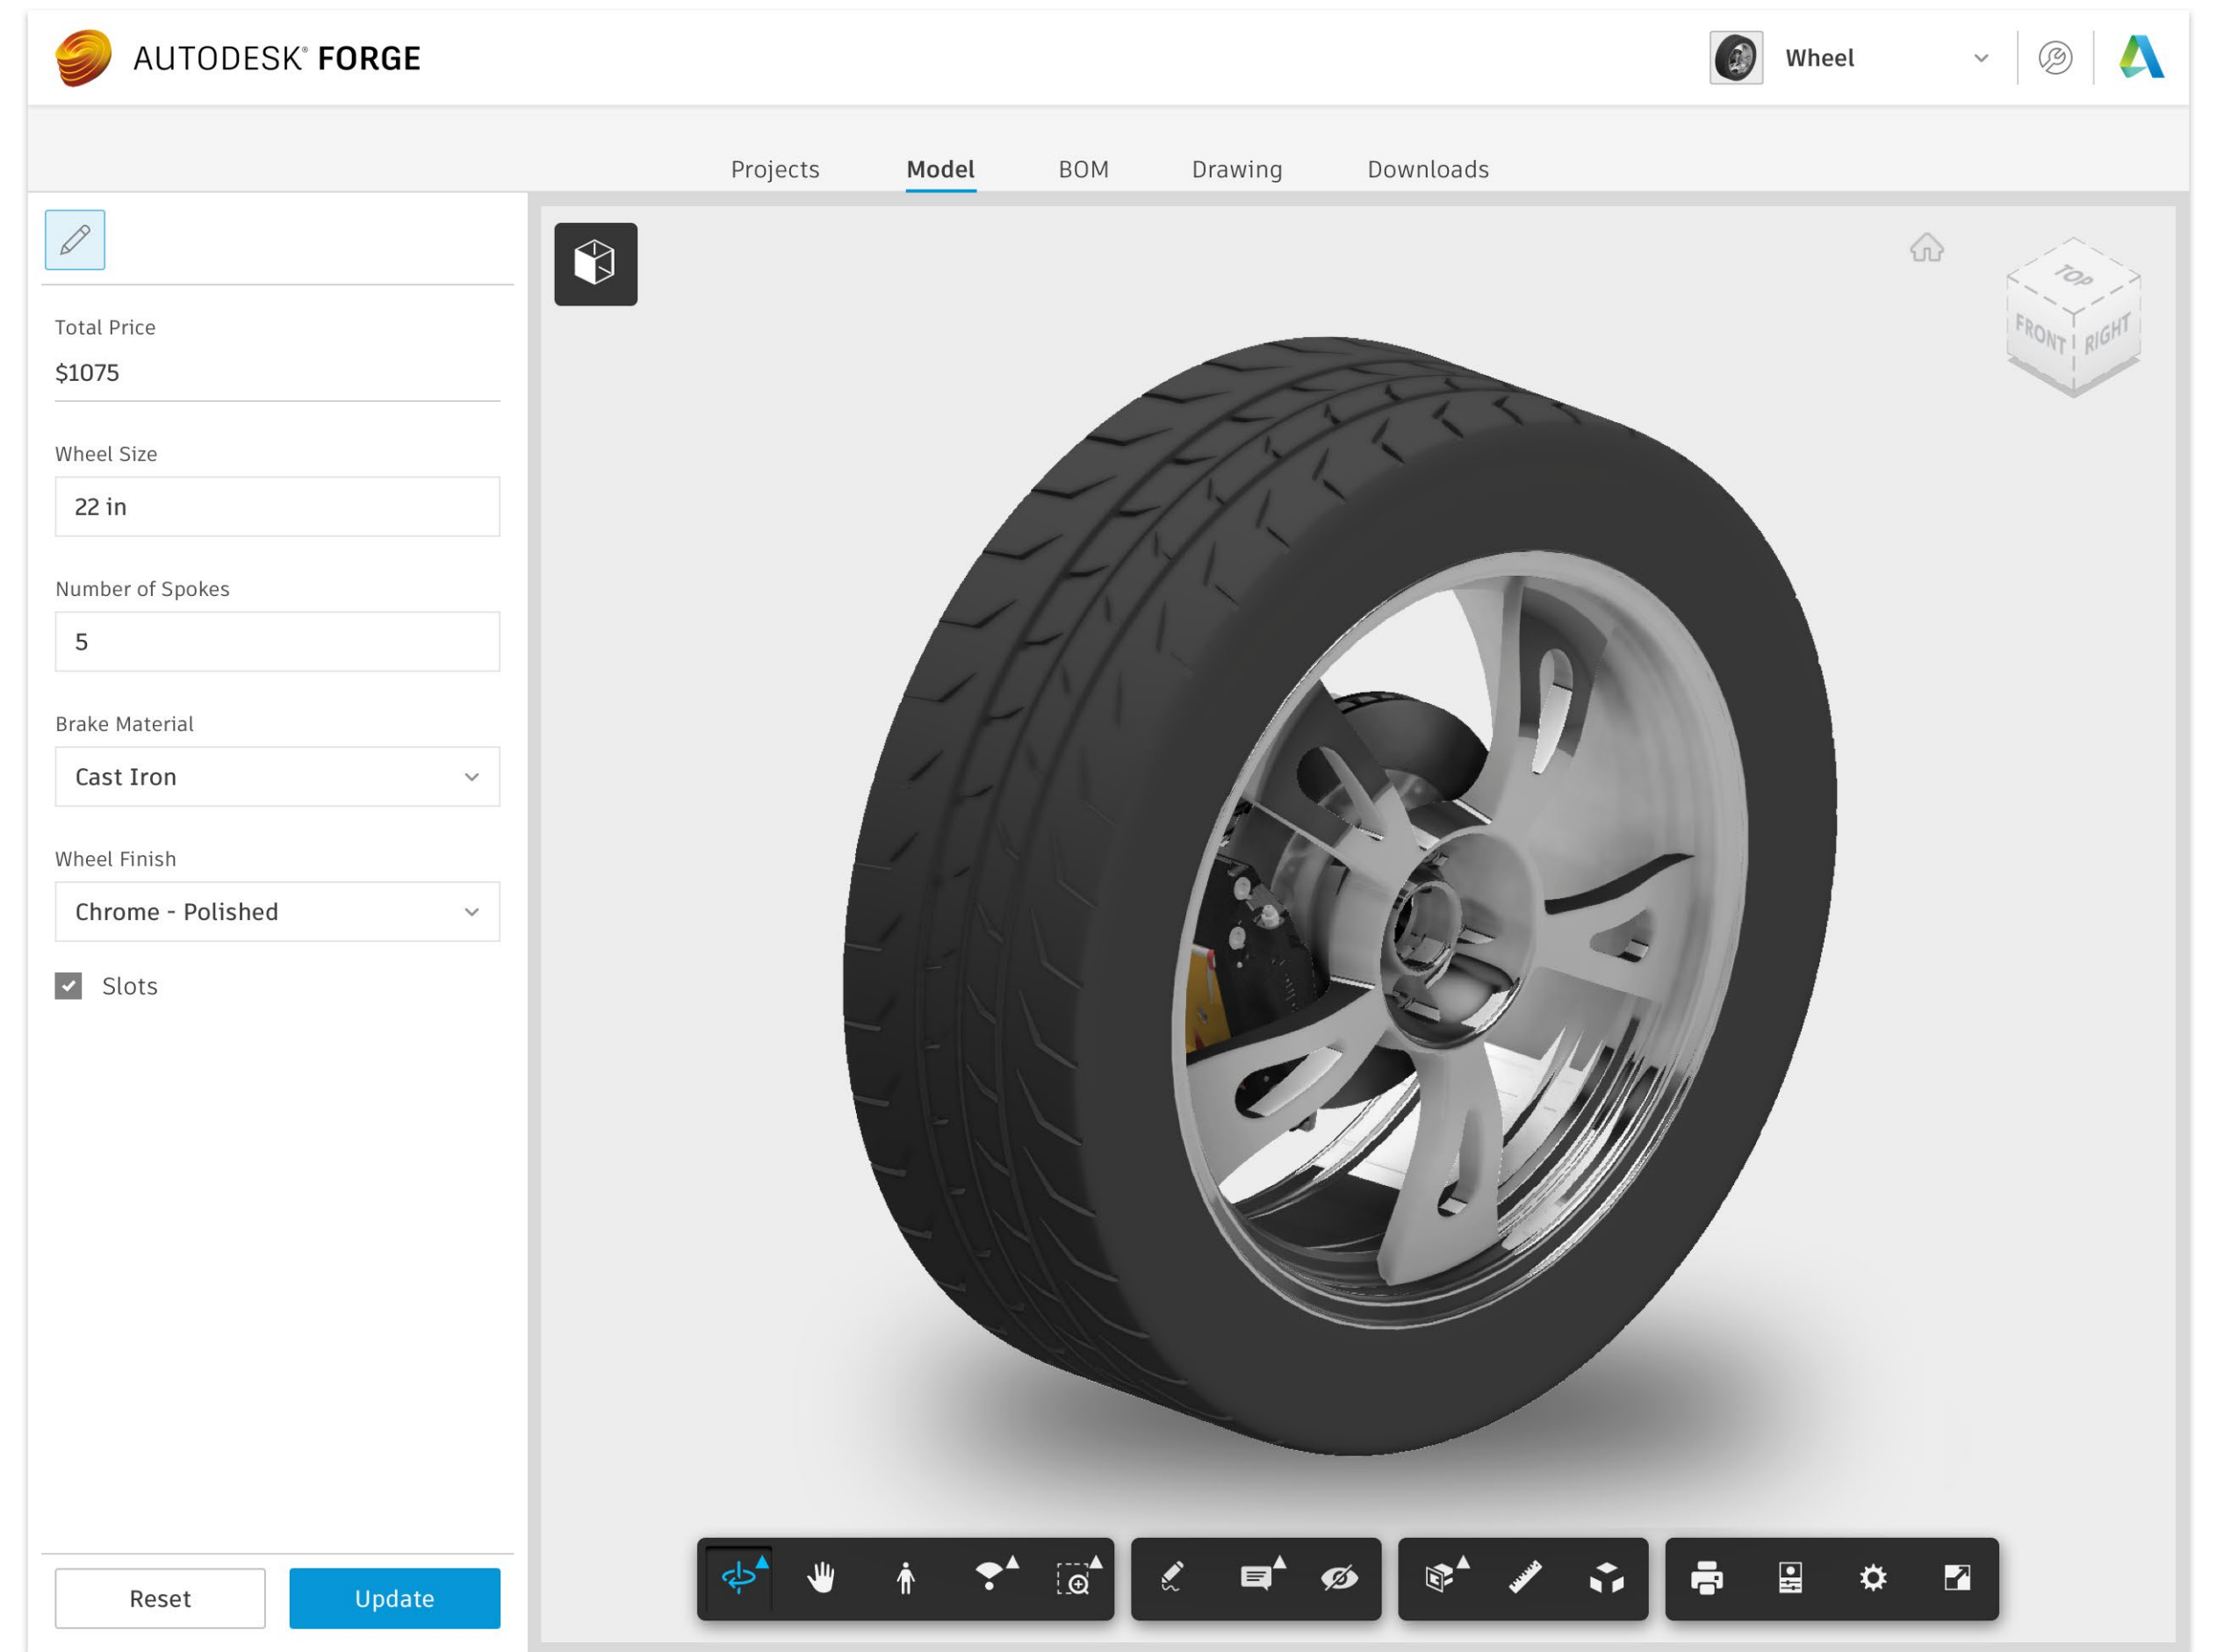 AUTODESK® FORGE
Wheel
Projects Model BOM Drawing Downloads
Total Price
$1075
Wheel Size
22 in
Number of Spokes
5
Brake Material
Cast Iron
Wheel Finish
Chrome - Polished
Slots
Reset Update
TOP
FRONT RIGHT